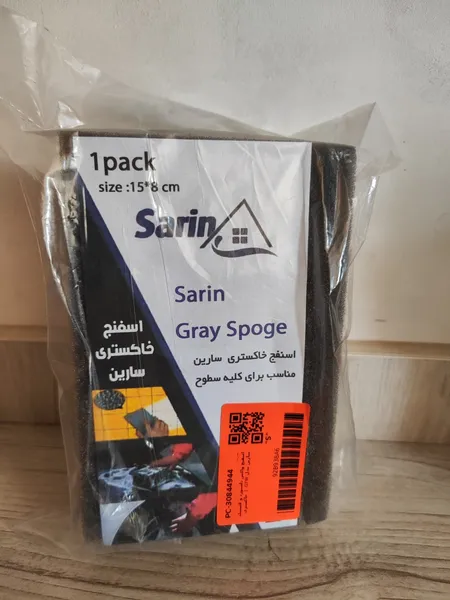 1pack
size :15*8 cm
Sarin
Sarin
Gray Spoge
اسفنج خاکستری سارین
مناسب برای کلیه سطوح
اسفنج
خاکستری
سارین
PC-30844944
92893846